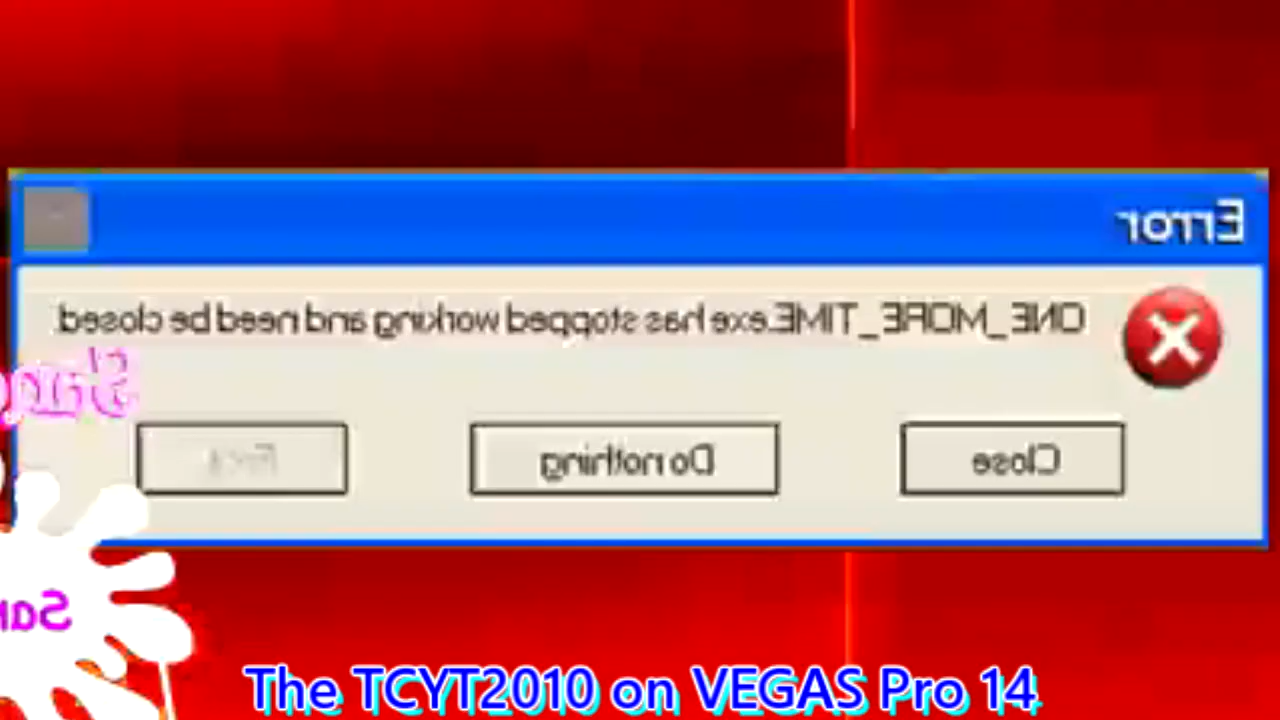 Error
ONE_MORE_TIME.exe has stopped working and need be closed.
Close
Do nothing
The TCYT2010 on VEGAS Pro 14